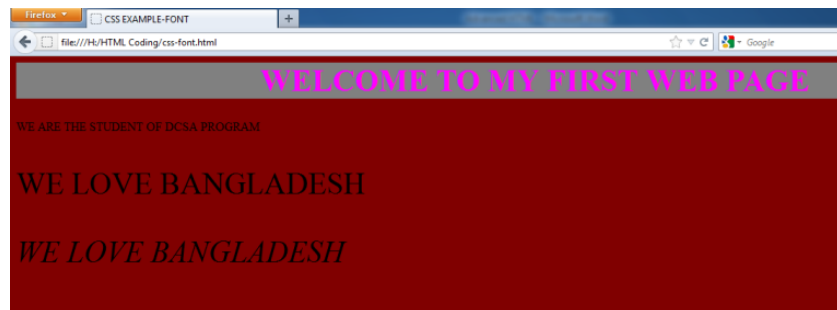 Firefox
CSS EXAMPLE-FONT
file:///H:/HTML Coding/css-font.html
Google
WELCOME TO MY FIRST WEB PAGE
WE ARE THE STUDENT OF DCSA PROGRAM
WE LOVE BANGLADESH
WE LOVE BANGLADESH